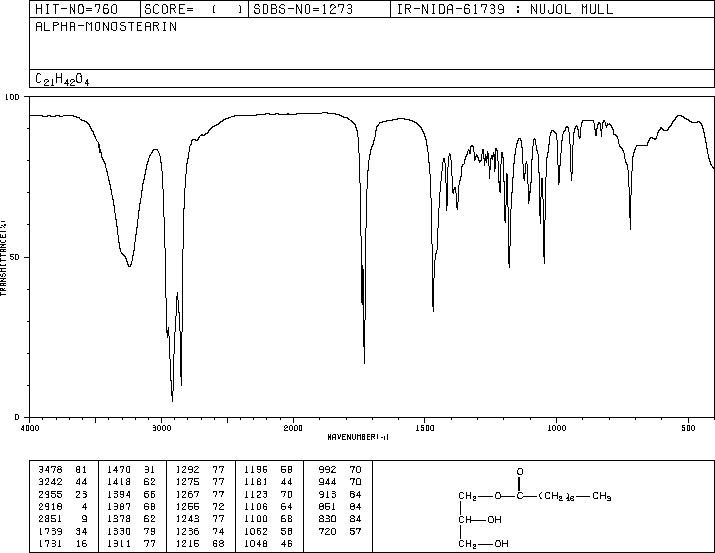 HIT-NO=760 SCORE= ( ) SDBS-NO=1273 IR-NIDA-61739 : NUJOL MULL
ALPHA-MONOSTEARIN
C21H42O4
100
50
0
TRANSMITTANCE(%)
4000 3000 2000 1500 1000 500
WAVENUMBER(-1)
3478 81 1470 31 1292 77 1196 58 992 70
3242 44 1418 62 1275 77 1181 44 944 70
2955 23 1394 66 1267 77 1123 70 913 84
2918 4 1387 68 1255 72 1106 64 851 84
2851 9 1378 62 1243 77 1100 68 830 84
1739 34 1330 79 1236 74 1062 58 720 57
1731 16 1311 77 1215 68 1048 46
O
CH2—O—C—(CH2)16—CH3
CH—OH
CH2—OH